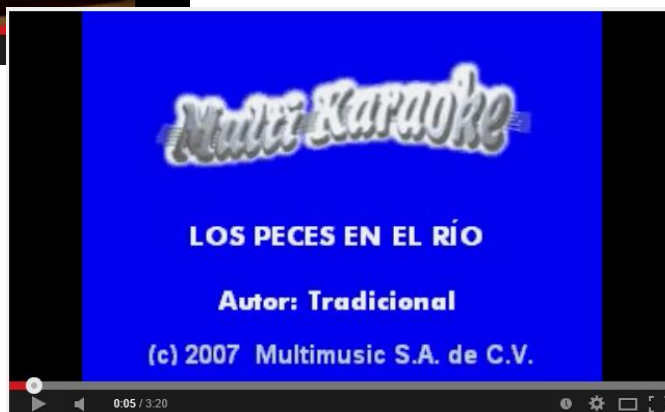 Multi Karaoke
LOS PECES EN EL RÍO
Autor: Tradicional
(c) 2007 Multimusic S.A. de C.V.
0:05 / 3:20